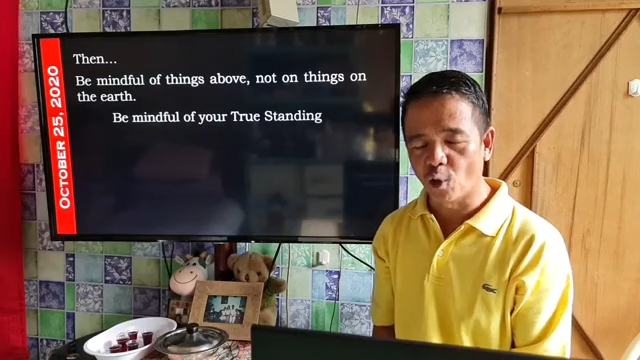 OCTOBER 25, 2020
Then...
Be mindful of things above, not on things on
the earth.
Be mindful of your True Standing